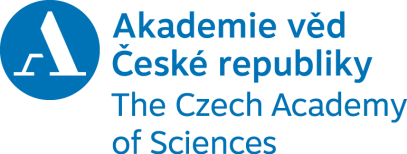 Akademie věd
České republiky
The Czech Academy
of Sciences